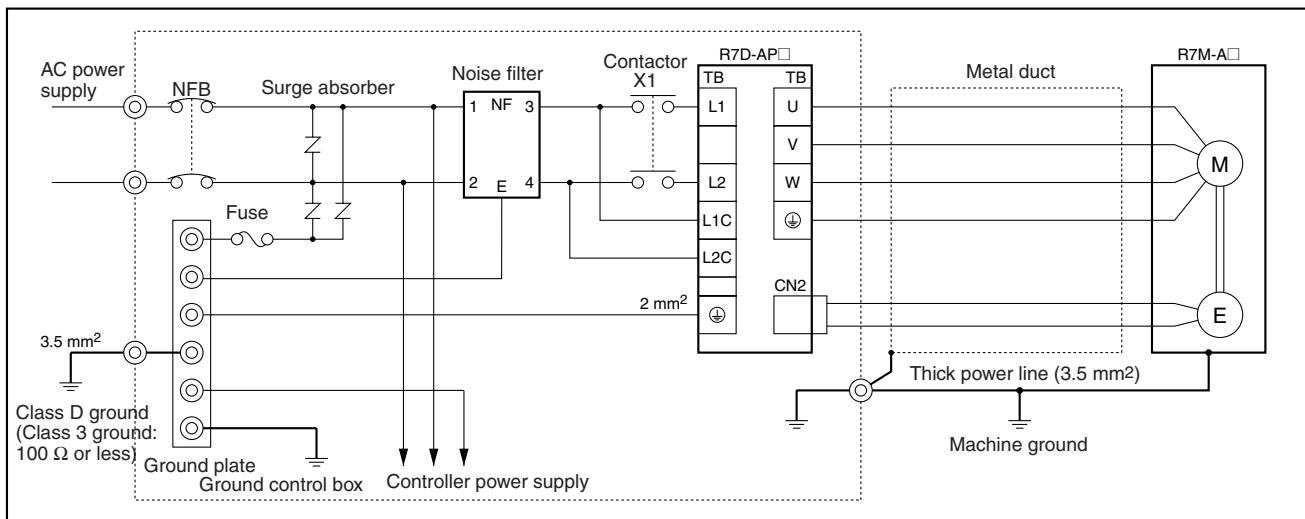 R7D-AP□
R7M-A□
AC power
supply
NFB
Surge absorber
Noise filter
Contactor
X1
TB
TB
Metal duct
1 NF 3
L1
U
V
M
2 E 4
L2
W
Fuse
L1C
L2C
CN2
2 mm²
E
3.5 mm²
Thick power line (3.5 mm²)
Class D ground
(Class 3 ground:
100 Ω or less)
Ground plate
Ground control box
Controller power supply
Machine ground